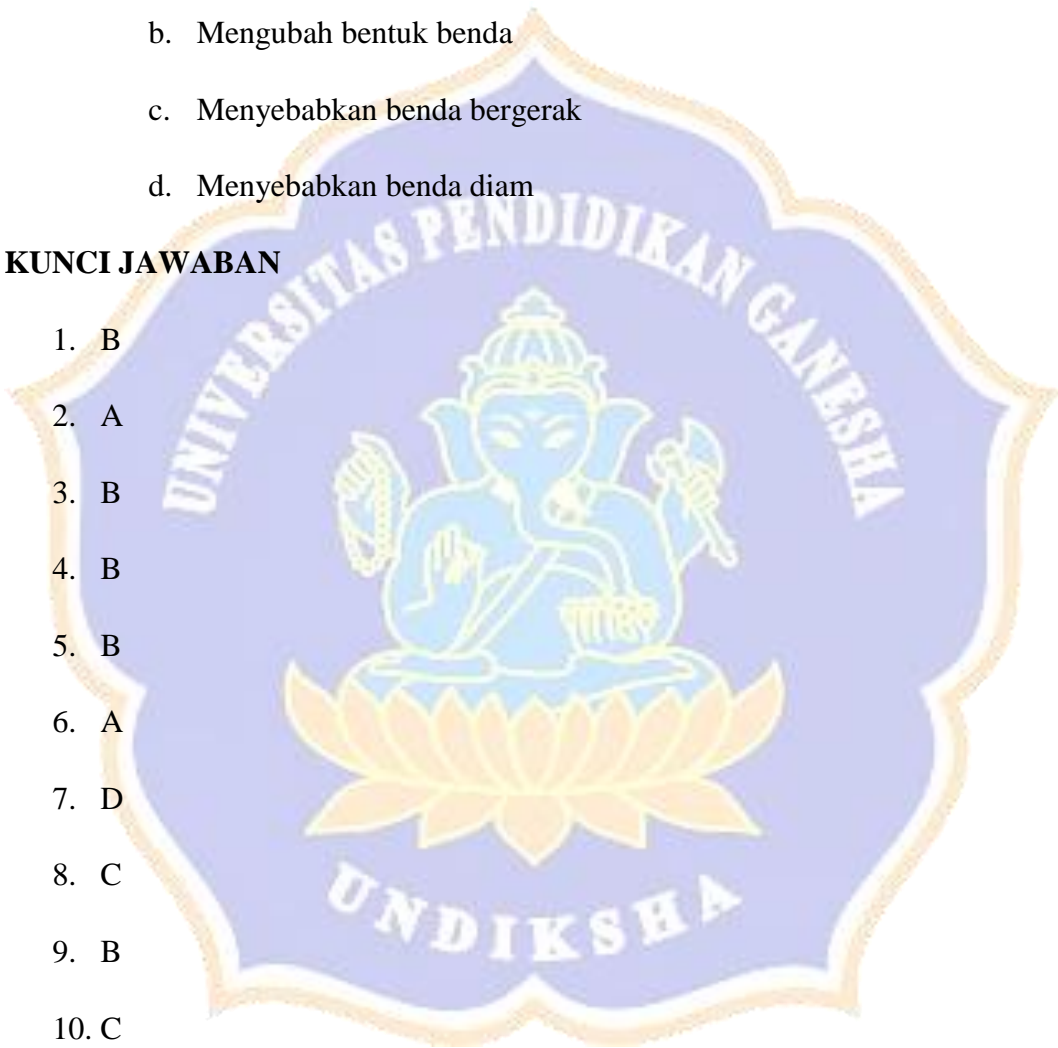 b. Mengubah bentuk benda
c. Menyebabkan benda bergerak
d. Menyebabkan benda diam
KUNCI JAWABAN
1. B
2. A
3. B
4. B
5. B
6. A
7. D
8. C
9. B
10. C
UNIVERSITAS PENDIDIKAN GANESHA
UNDIKSHA